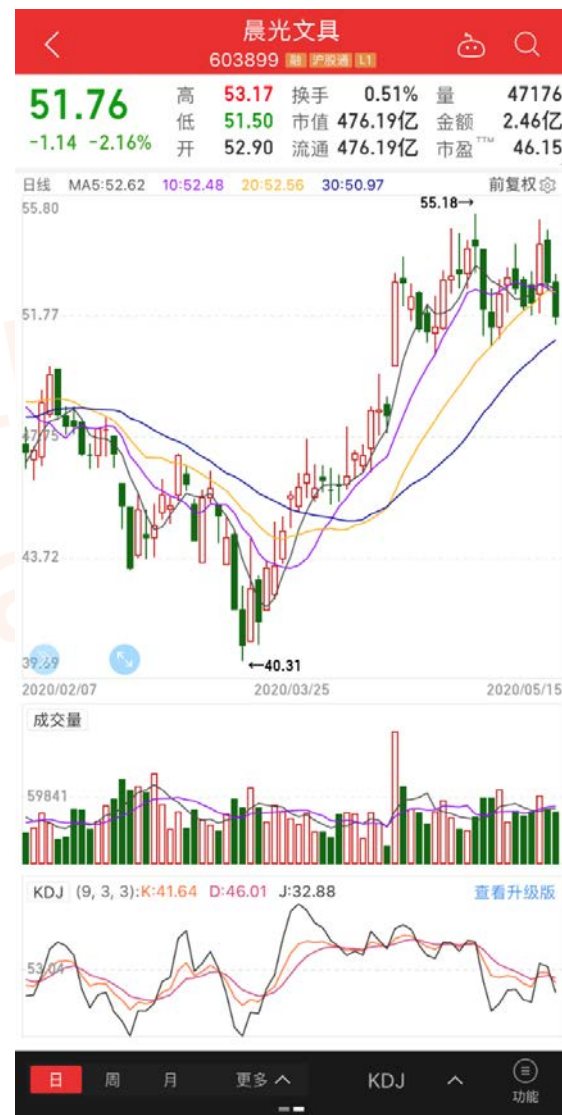 晨光文具
603899 融 沪股通 L1
51.76
-1.14 -2.16%
高 53.17 换手 0.51% 量 47176
低 51.50 市值 476.19亿 金额 2.46亿
开 52.90 流通 476.19亿 市盈TTM 46.15
日线 MA5:52.62 10:52.48 20:52.56 30:50.97 前复权
55.80
55.18→
51.77
47.75
43.72
39.69
←40.31
2020/02/07 2020/03/25 2020/05/15
成交量
59841
KDJ (9, 3, 3):K:41.64 D:46.01 J:32.88 查看升级版
53.04
日 周 月 更多 KDJ 功能